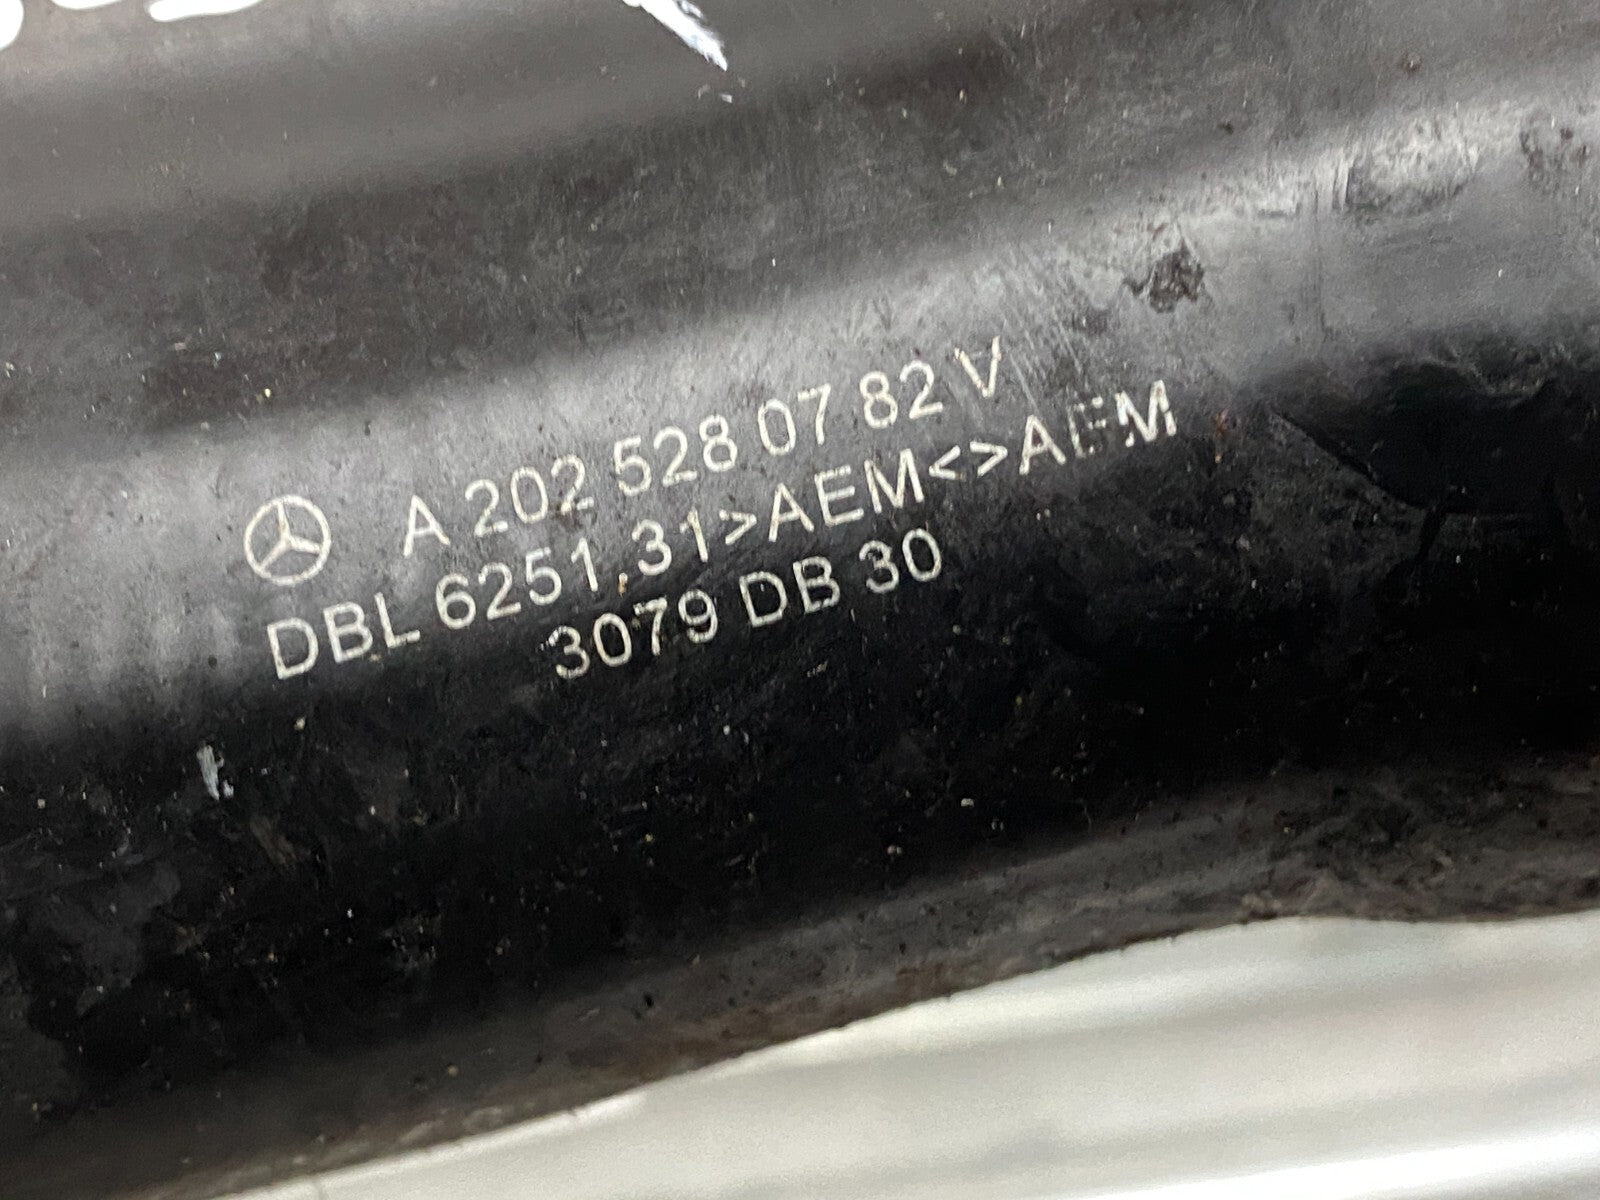 A 202 528 07 82 V
DBL 6251.31>AEM<>AEM
3079 DB 30